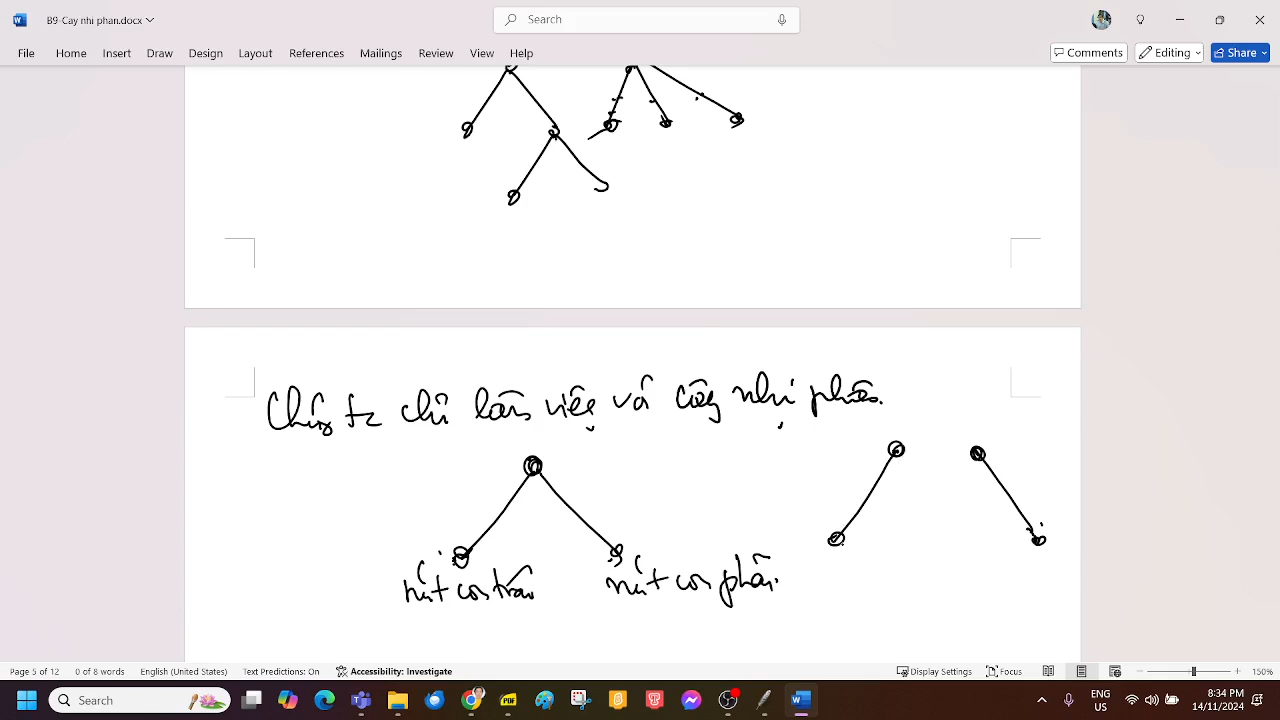 B9-Cay nhi phan.docx
Search
File Home Insert Draw Design Layout References Mailings Review View Help
Comments Editing Share
Chúng ta chỉ làm việc với cây nhị phân.
nút con trái nút con phải
Page 5 of 12 0 of 8 words English (United States) Text Predictions: On Accessibility: Investigate Display Settings Focus 150%
Search
PDF
ENG
US
8:34 PM
14/11/2024